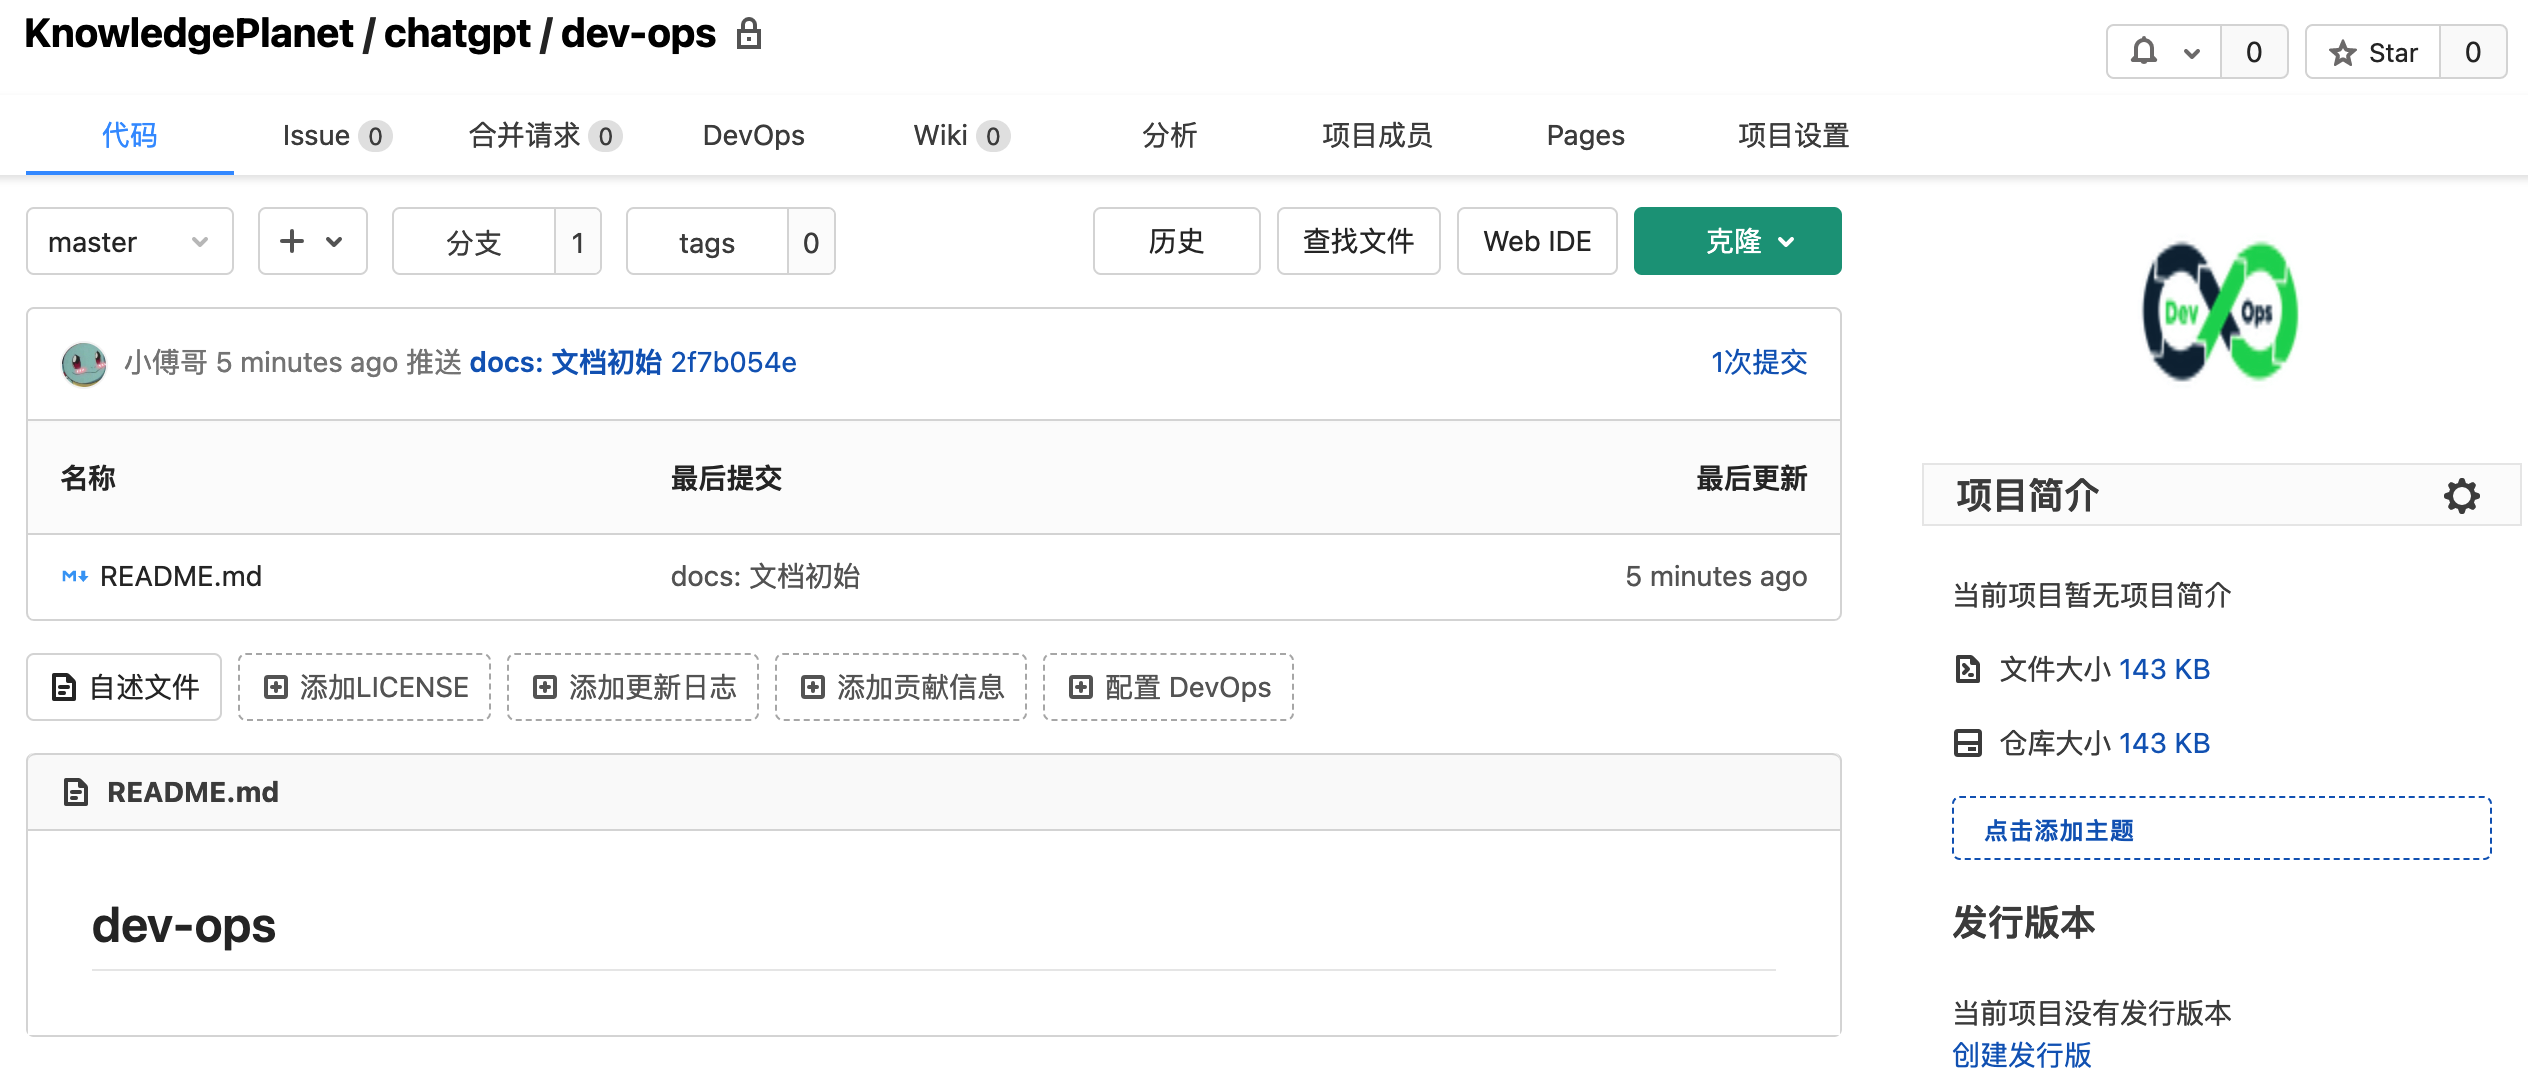 KnowledgePlanet / chatgpt / dev-ops
0
Star 0
代码 Issue 0 合并请求 0 DevOps Wiki 0 分析 项目成员 Pages 项目设置
master 分支 1 tags 0 历史 查找文件 Web IDE 克隆
Dev Ops
小傅哥 5 minutes ago 推送 docs: 文档初始 2f7b054e 1次提交
名称 最后提交 最后更新
README.md docs: 文档初始 5 minutes ago
自述文件 添加LICENSE 添加更新日志 添加贡献信息 配置 DevOps
README.md
dev-ops
项目简介
当前项目暂无项目简介
文件大小 143 KB
仓库大小 143 KB
点击添加主题
发行版本
当前项目没有发行版本
创建发行版